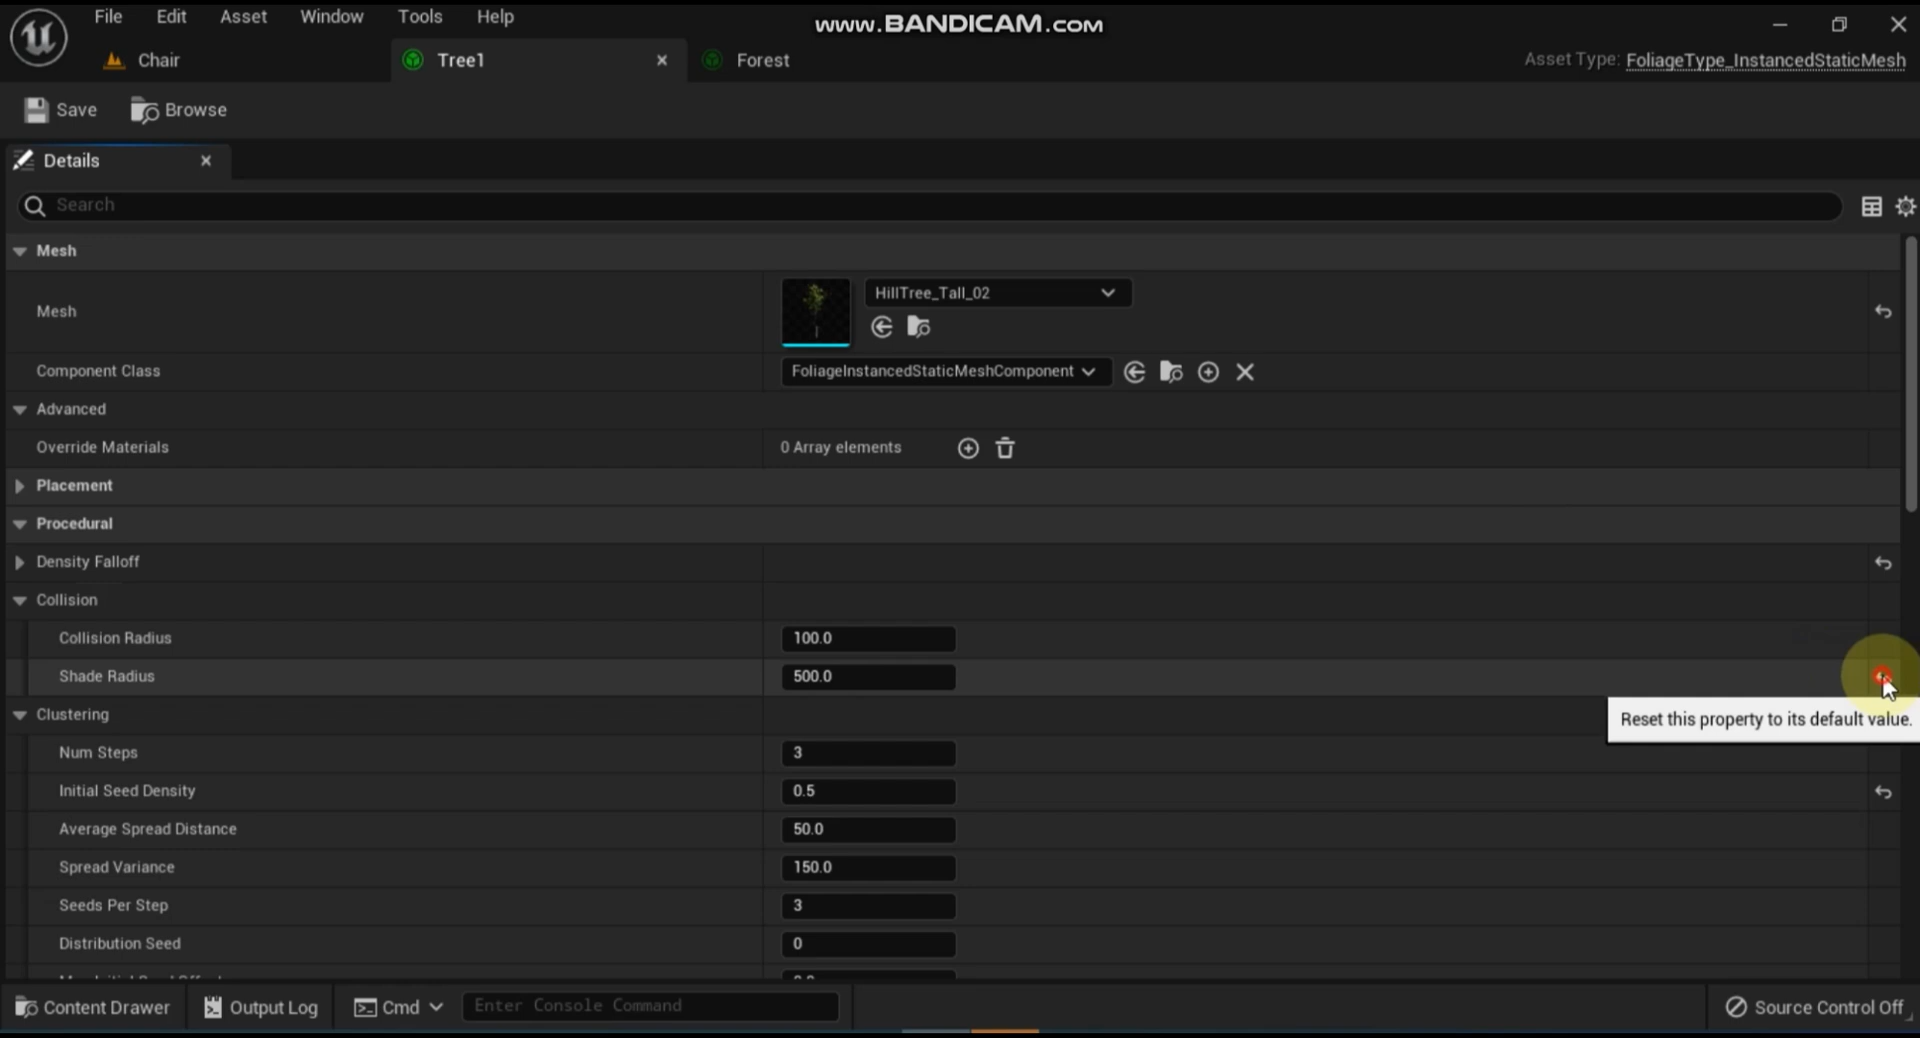 File Edit Asset Window Tools Help
www.BANDICAM.com
Chair Tree1 Forest
Asset Type: FoliageType_InstancedStaticMesh
Save Browse
Details
Search
Mesh
Mesh HillTree_Tall_02
Component Class FoliageInstancedStaticMeshComponent
Advanced
Override Materials 0 Array elements
Placement
Procedural
Density Falloff
Collision
Collision Radius 100.0
Shade Radius 500.0
Clustering
Reset this property to its default value.
Num Steps 3
Initial Seed Density 0.5
Average Spread Distance 50.0
Spread Variance 150.0
Seeds Per Step 3
Distribution Seed 0
Content Drawer Output Log Cmd Enter Console Command Source Control Off